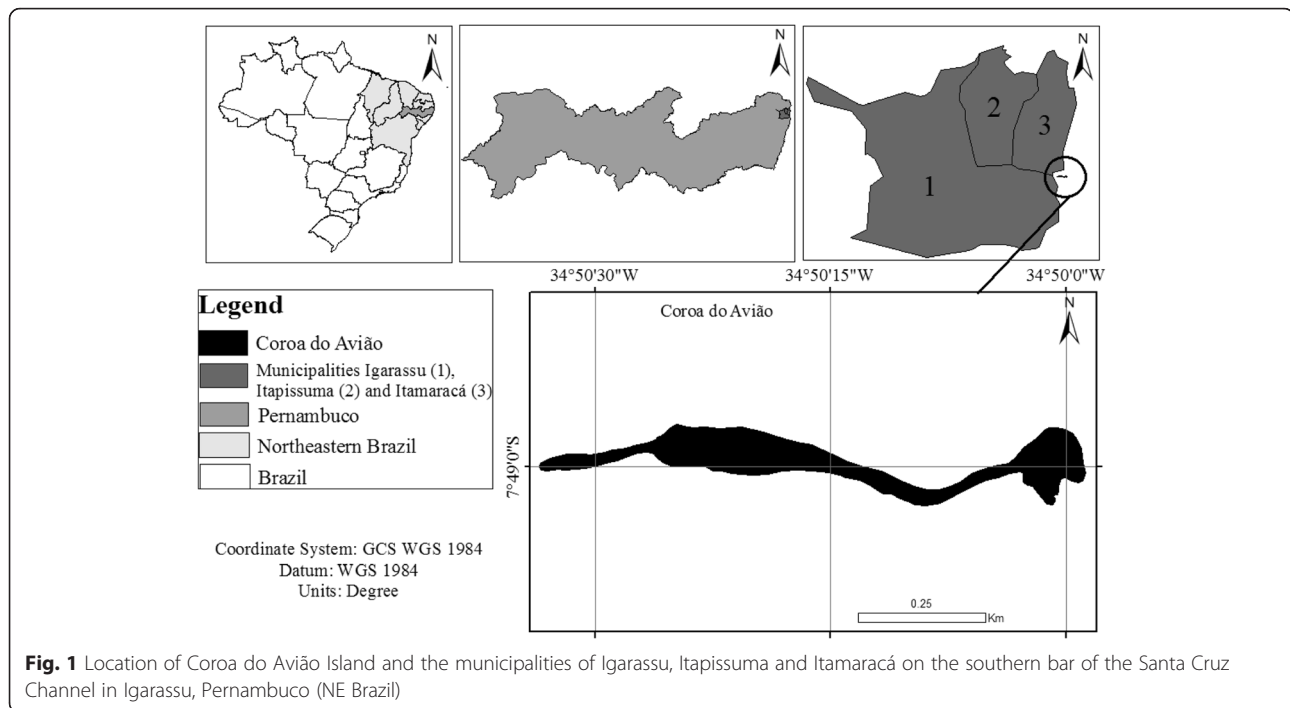 N
N
N
1
2
3
34°50'30"W
34°50'15"W
34°50'0"W
Legend
Coroa do Avião
Municipalities Igarassu (1),
Itapissuma (2) and Itamaracá (3)
Pernambuco
Northeastern Brazil
Brazil
Coordinate System: GCS WGS 1984
Datum: WGS 1984
Units: Degree
Coroa do Avião
N
7°49'0"S
0.25
Km
Fig. 1 Location of Coroa do Avião Island and the municipalities of Igarassu, Itapissuma and Itamaracá on the southern bar of the Santa Cruz
Channel in Igarassu, Pernambuco (NE Brazil)